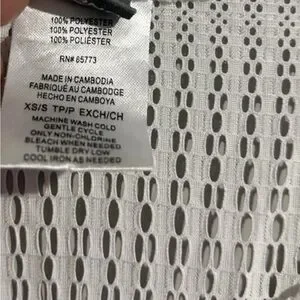 100% POLYESTER
100% POLYESTER
100% POLIÉSTER
RN# 65773
MADE IN CAMBODIA
FABRIQUÉ AU CAMBODGE
HECHO EN CAMBOYA
XS/S TP/P EXCH/CH
MACHINE WASH COLD
GENTLE CYCLE
ONLY NON-CHLORINE
BLEACH WHEN NEEDED
TUMBLE DRY LOW
COOL IRON AS NEEDED